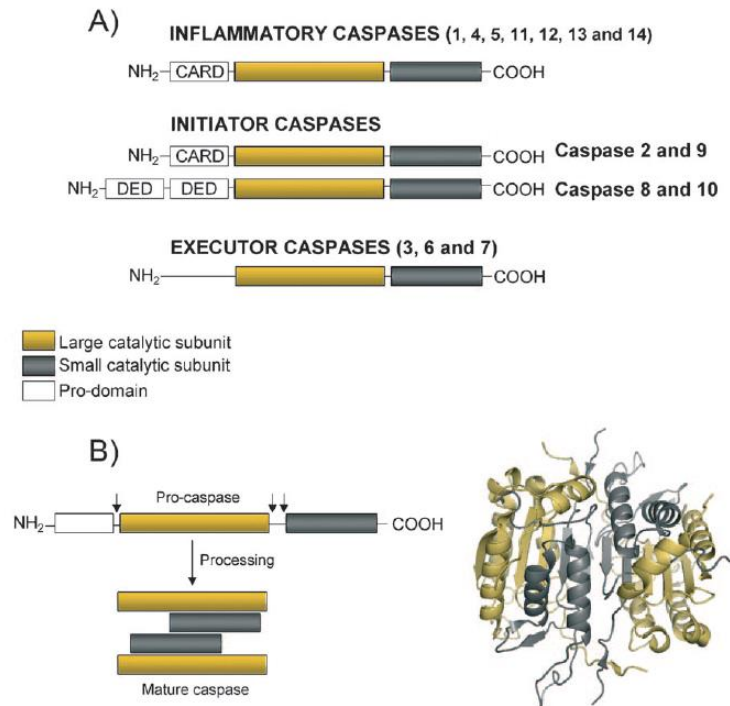 A)
INFLAMMATORY CASPASES (1, 4, 5, 11, 12, 13 and 14)
NH2 CARD COOH
INITIATOR CASPASES
NH2 CARD COOH Caspase 2 and 9
NH2 DED DED COOH Caspase 8 and 10
EXECUTOR CASPASES (3, 6 and 7)
NH2 COOH
Large catalytic subunit
Small catalytic subunit
Pro-domain
B)
Pro-caspase
NH2 COOH
Processing
Mature caspase